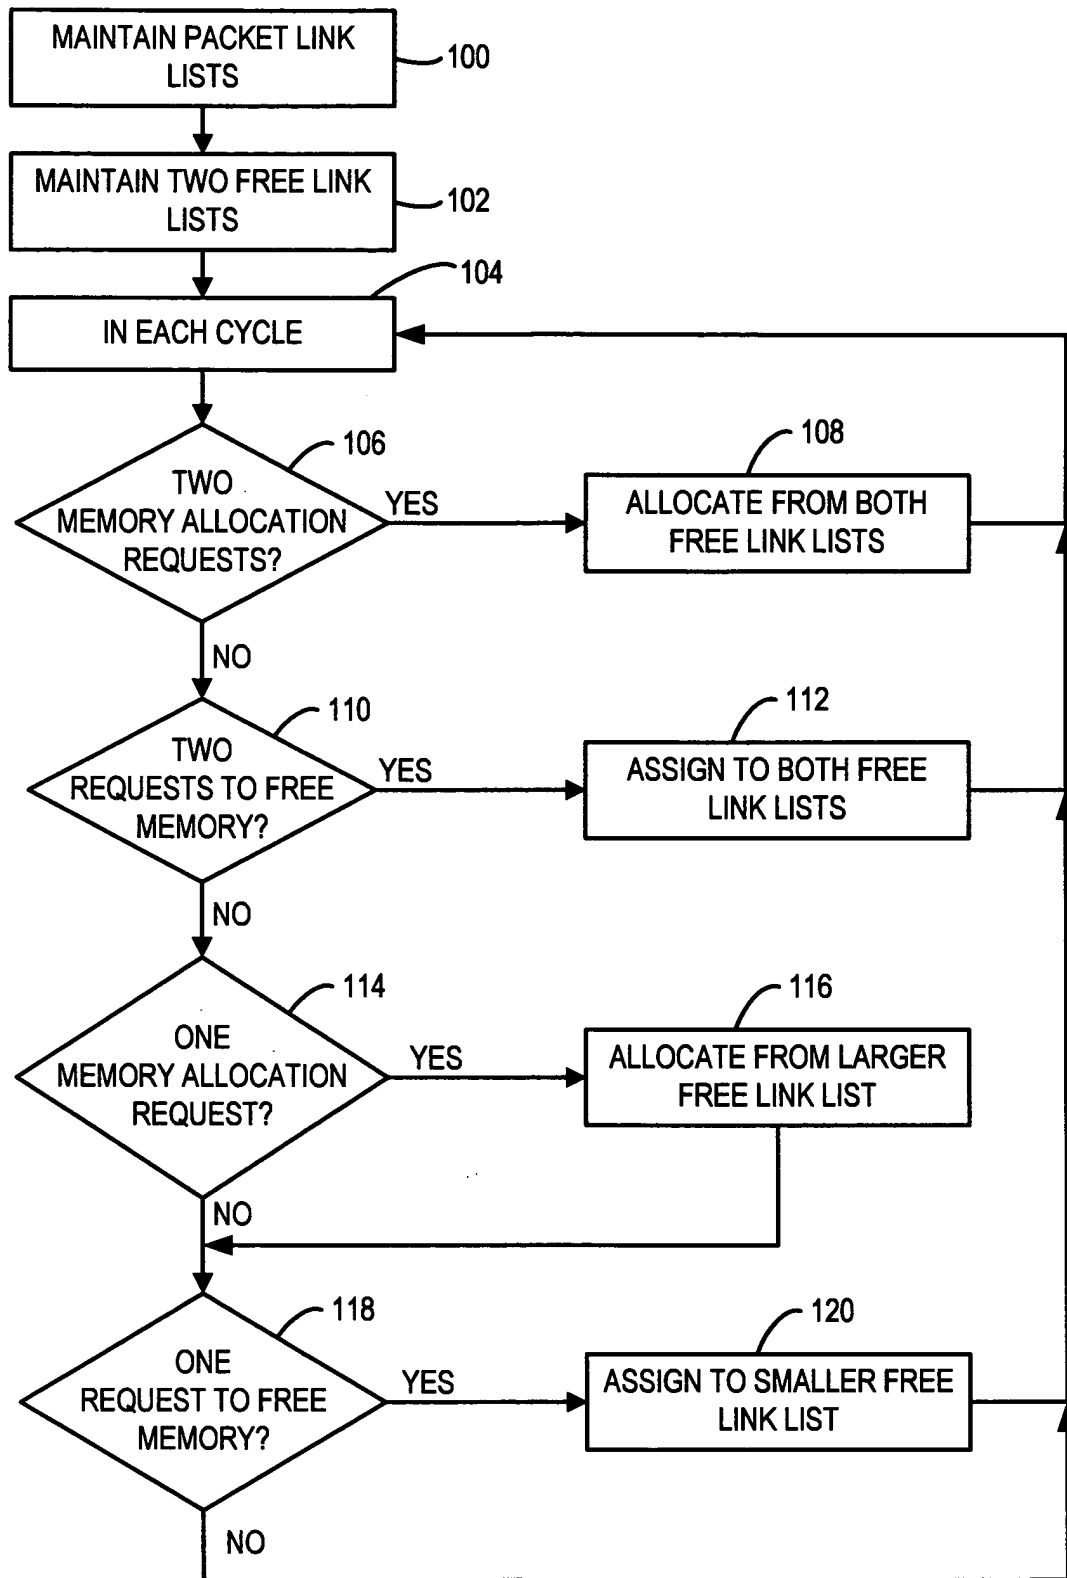 MAINTAIN PACKET LINK
LISTS
100
MAINTAIN TWO FREE LINK
LISTS
102
104
IN EACH CYCLE
106
TWO
MEMORY ALLOCATION
REQUESTS?
YES
108
ALLOCATE FROM BOTH
FREE LINK LISTS
NO
110
TWO
REQUESTS TO FREE
MEMORY?
YES
112
ASSIGN TO BOTH FREE
LINK LISTS
NO
114
ONE
MEMORY ALLOCATION
REQUEST?
YES
116
ALLOCATE FROM LARGER
FREE LINK LIST
NO
118
ONE
REQUEST TO FREE
MEMORY?
YES
120
ASSIGN TO SMALLER FREE
LINK LIST
NO